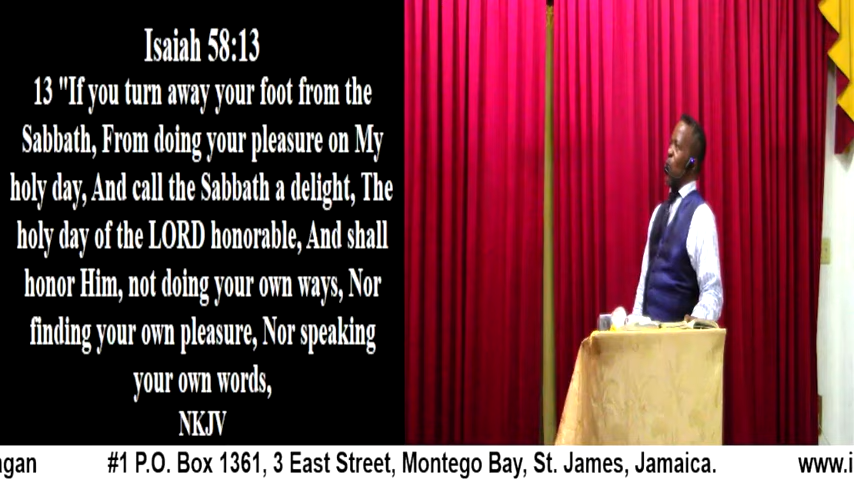 Isaiah 58:13
13 "If you turn away your foot from the
Sabbath, From doing your pleasure on My
holy day, And call the Sabbath a delight, The
holy day of the LORD honorable, And shall
honor Him, not doing your own ways, Nor
finding your own pleasure, Nor speaking
your own words,
NKJV
#1 P.O. Box 1361, 3 East Street, Montego Bay, St. James, Jamaica.